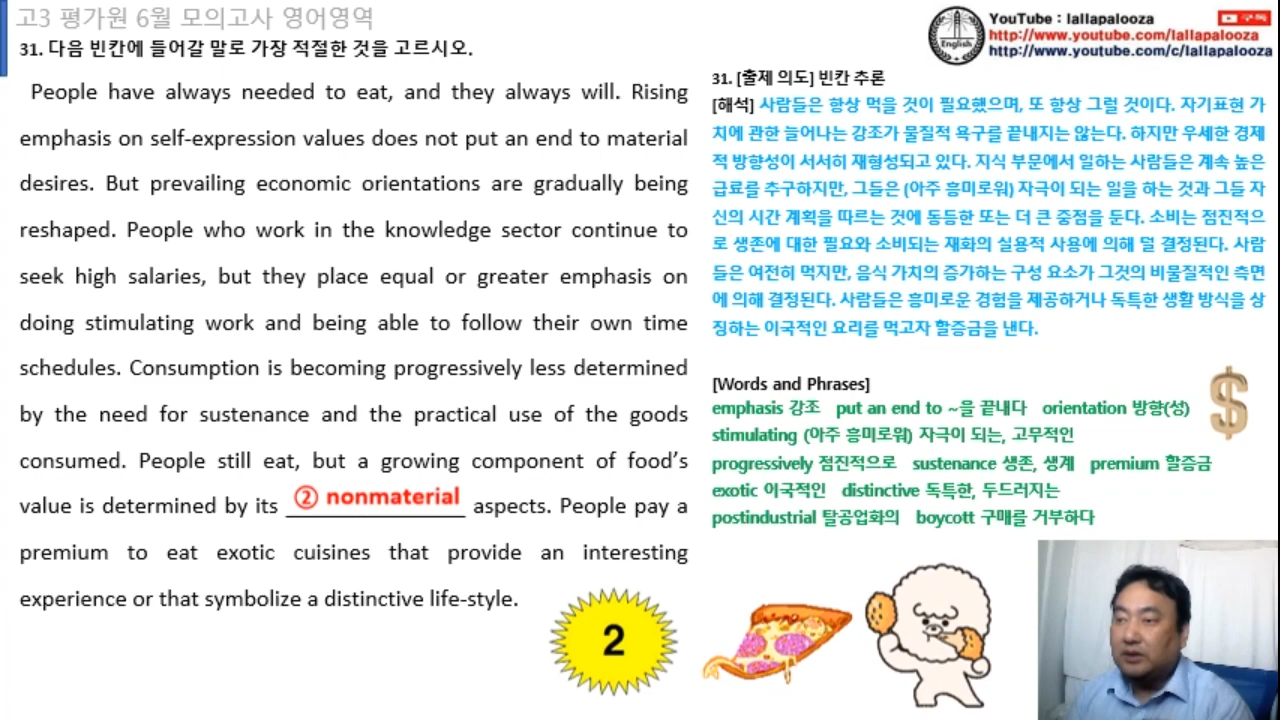 고3 평가원 6월 모의고사 영어영역
31. 다음 빈칸에 들어갈 말로 가장 적절한 것을 고르시오.
People have always needed to eat, and they always will. Rising
emphasis on self-expression values does not put an end to material
desires. But prevailing economic orientations are gradually being
reshaped. People who work in the knowledge sector continue to
seek high salaries, but they place equal or greater emphasis on
doing stimulating work and being able to follow their own time
schedules. Consumption is becoming progressively less determined
by the need for sustenance and the practical use of the goods
consumed. People still eat, but a growing component of food’s
value is determined by its ② nonmaterial aspects. People pay a
premium to eat exotic cuisines that provide an interesting
experience or that symbolize a distinctive life-style.
2
English
YouTube : lallapalooza
구독
http://www.youtube.com/lallapalooza
http://www.youtube.com/c/lallapalooza
31. [출제 의도] 빈칸 추론
[해석] 사람들은 항상 먹을 것이 필요했으며, 또 항상 그럴 것이다. 자기표현 가
치에 관한 늘어나는 강조가 물질적 욕구를 끝내지는 않는다. 하지만 우세한 경제
적 방향성이 서서히 재형성되고 있다. 지식 부문에서 일하는 사람들은 계속 높은
급료를 추구하지만, 그들은 (아주 흥미로워) 자극이 되는 일을 하는 것과 그들 자
신의 시간 계획을 따르는 것에 동등한 또는 더 큰 중점을 둔다. 소비는 점진적으
로 생존에 대한 필요와 소비되는 재화의 실용적 사용에 의해 덜 결정된다. 사람
들은 여전히 먹지만, 음식 가치의 증가하는 구성 요소가 그것의 비물질적인 측면
에 의해 결정된다. 사람들은 흥미로운 경험을 제공하거나 독특한 생활 방식을 상
징하는 이국적인 요리를 먹고자 할증금을 낸다.
[Words and Phrases]
emphasis 강조 put an end to ~을 끝내다 orientation 방향(성)
stimulating (아주 흥미로워) 자극이 되는, 고무적인
progressively 점진적으로 sustenance 생존, 생계 premium 할증금
exotic 이국적인 distinctive 독특한, 두드러지는
postindustrial 탈공업화의 boycott 구매를 거부하다